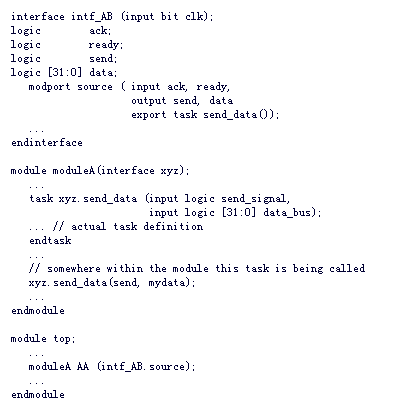 interface intf_AB (input bit clk);
logic ack;
logic ready;
logic send;
logic [31:0] data;
modport source ( input ack, ready,
output send, data
export task send_data());
...
endinterface
module moduleA(interface xyz);
...
task xyz.send_data (input logic send_signal,
input logic [31:0] data_bus);
... // actual task definition
endtask
...
// somewhere within the module this task is being called
xyz.send_data(send, mydata);
...
endmodule
module top;
...
moduleA AA (intf_AB.source);
...
endmodule